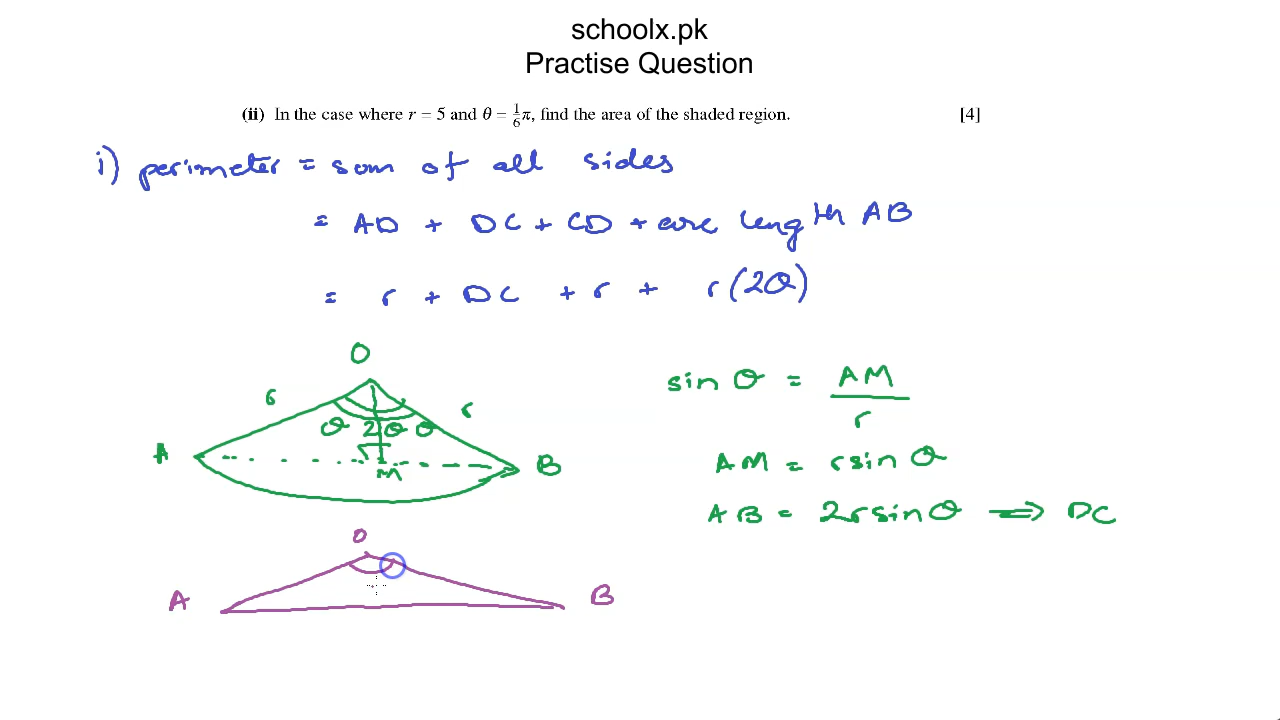 schoolx.pk
Practise Question
(ii) In the case where r = 5 and θ = 1/6 π, find the area of the shaded region. [4]
i) perimeter = sum of all sides
= AD + DC + CD + arc length AB
= r + DC + r + r(2θ)
O
r r
θ 2θ θ
A B
M
sin θ = AM / r
AM = r sin θ
AB = 2r sin θ ⇒ DC
O
A B